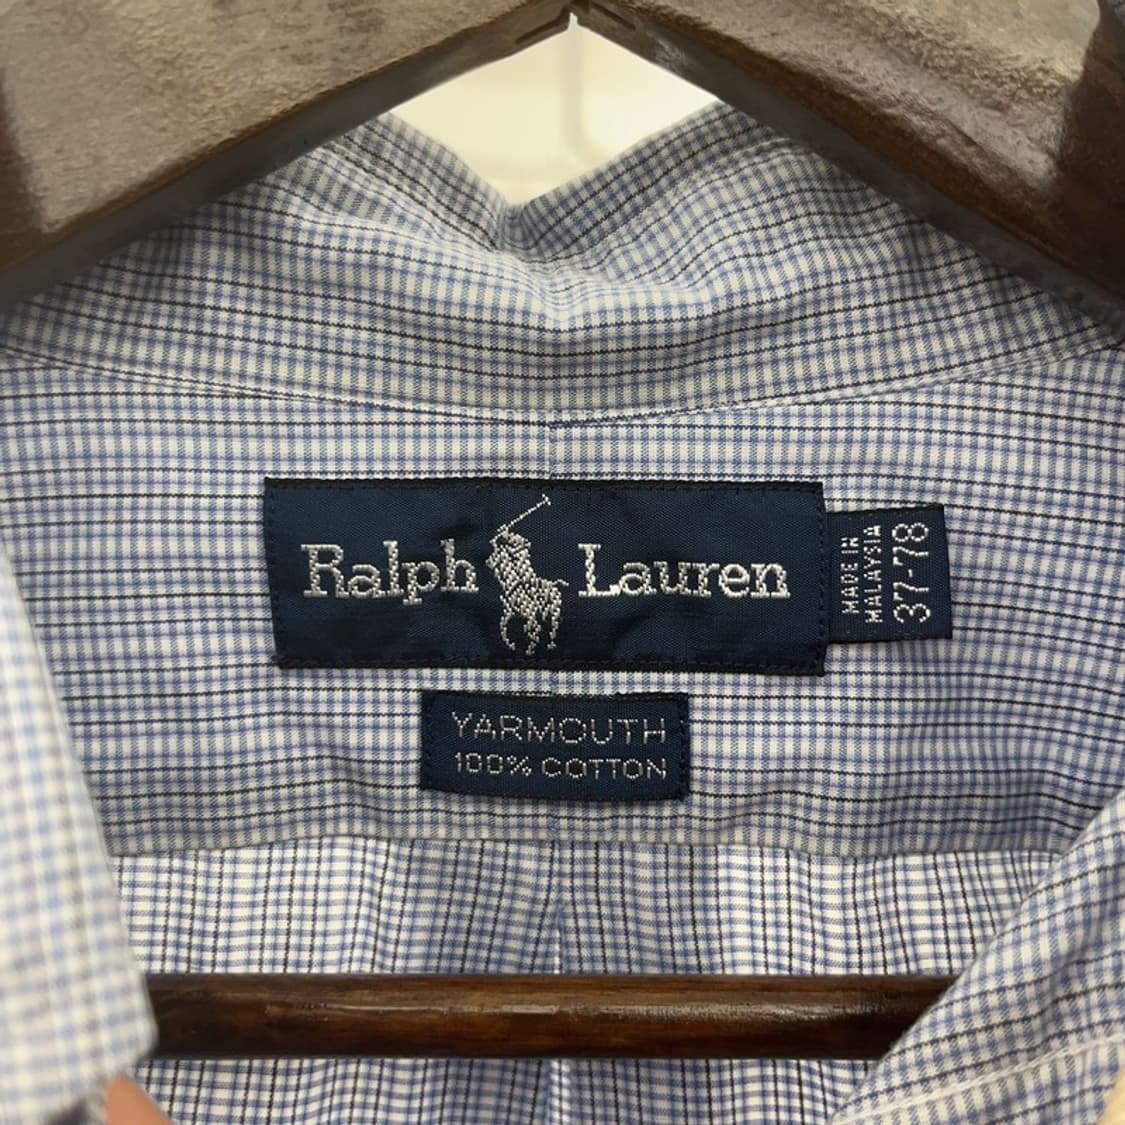 Ralph Lauren
MADE IN
MALAYSIA
37-78
YARMOUTH
100% COTTON